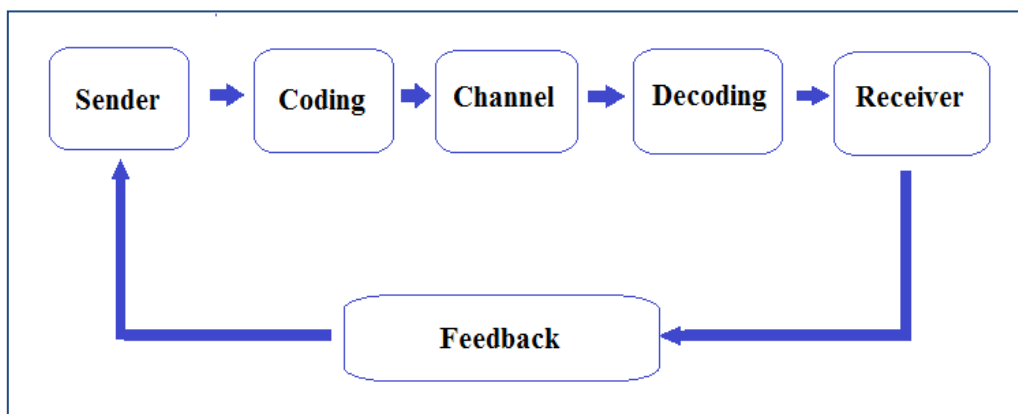 Sender
Coding
Channel
Decoding
Receiver
Feedback